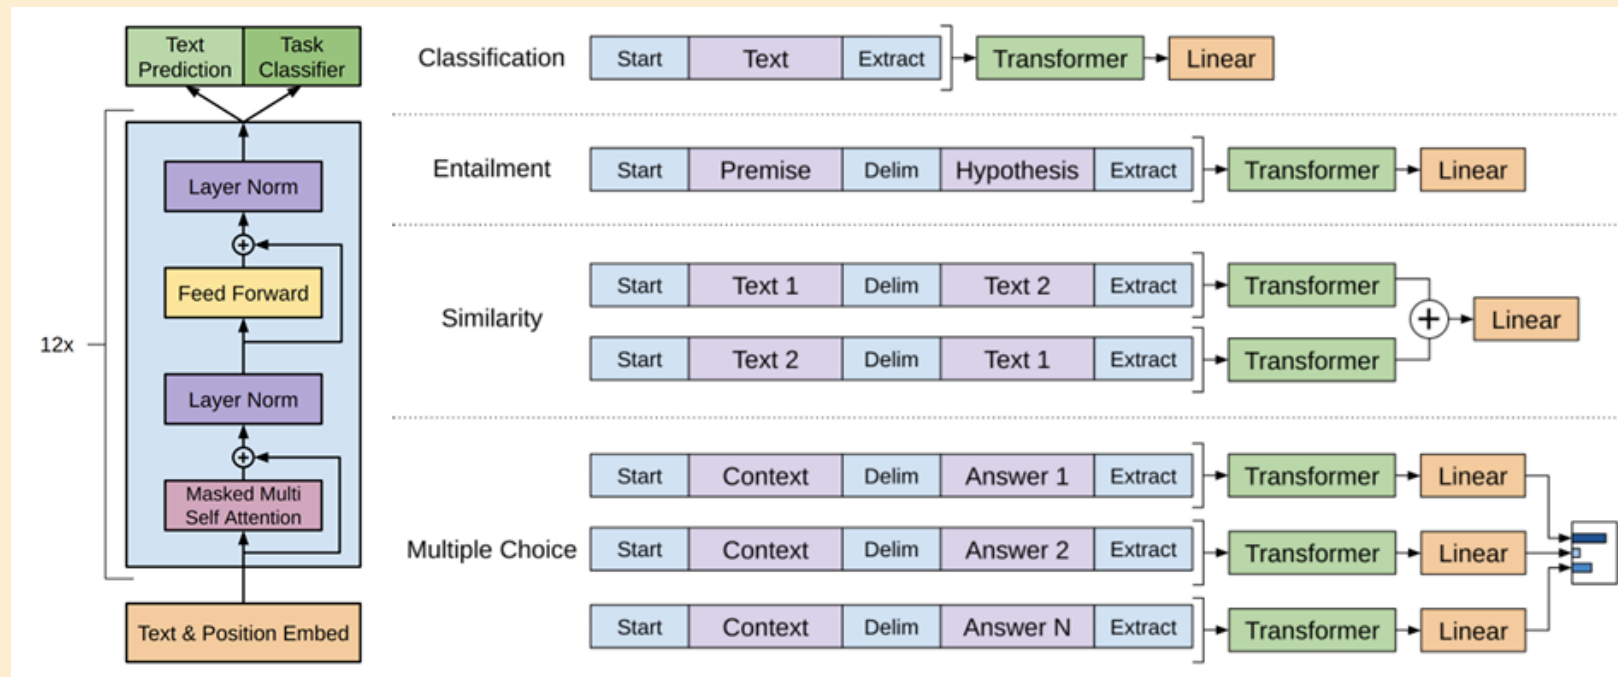 Text
Prediction
Task
Classifier
Layer Norm
Feed Forward
12x
Layer Norm
Masked Multi
Self Attention
Text & Position Embed
Classification
Start Text Extract Transformer Linear
Entailment
Start Premise Delim Hypothesis Extract Transformer Linear
Similarity
Start Text 1 Delim Text 2 Extract Transformer
Linear
Start Text 2 Delim Text 1 Extract Transformer
Multiple Choice
Start Context Delim Answer 1 Extract Transformer Linear
Start Context Delim Answer 2 Extract Transformer Linear
Start Context Delim Answer N Extract Transformer Linear